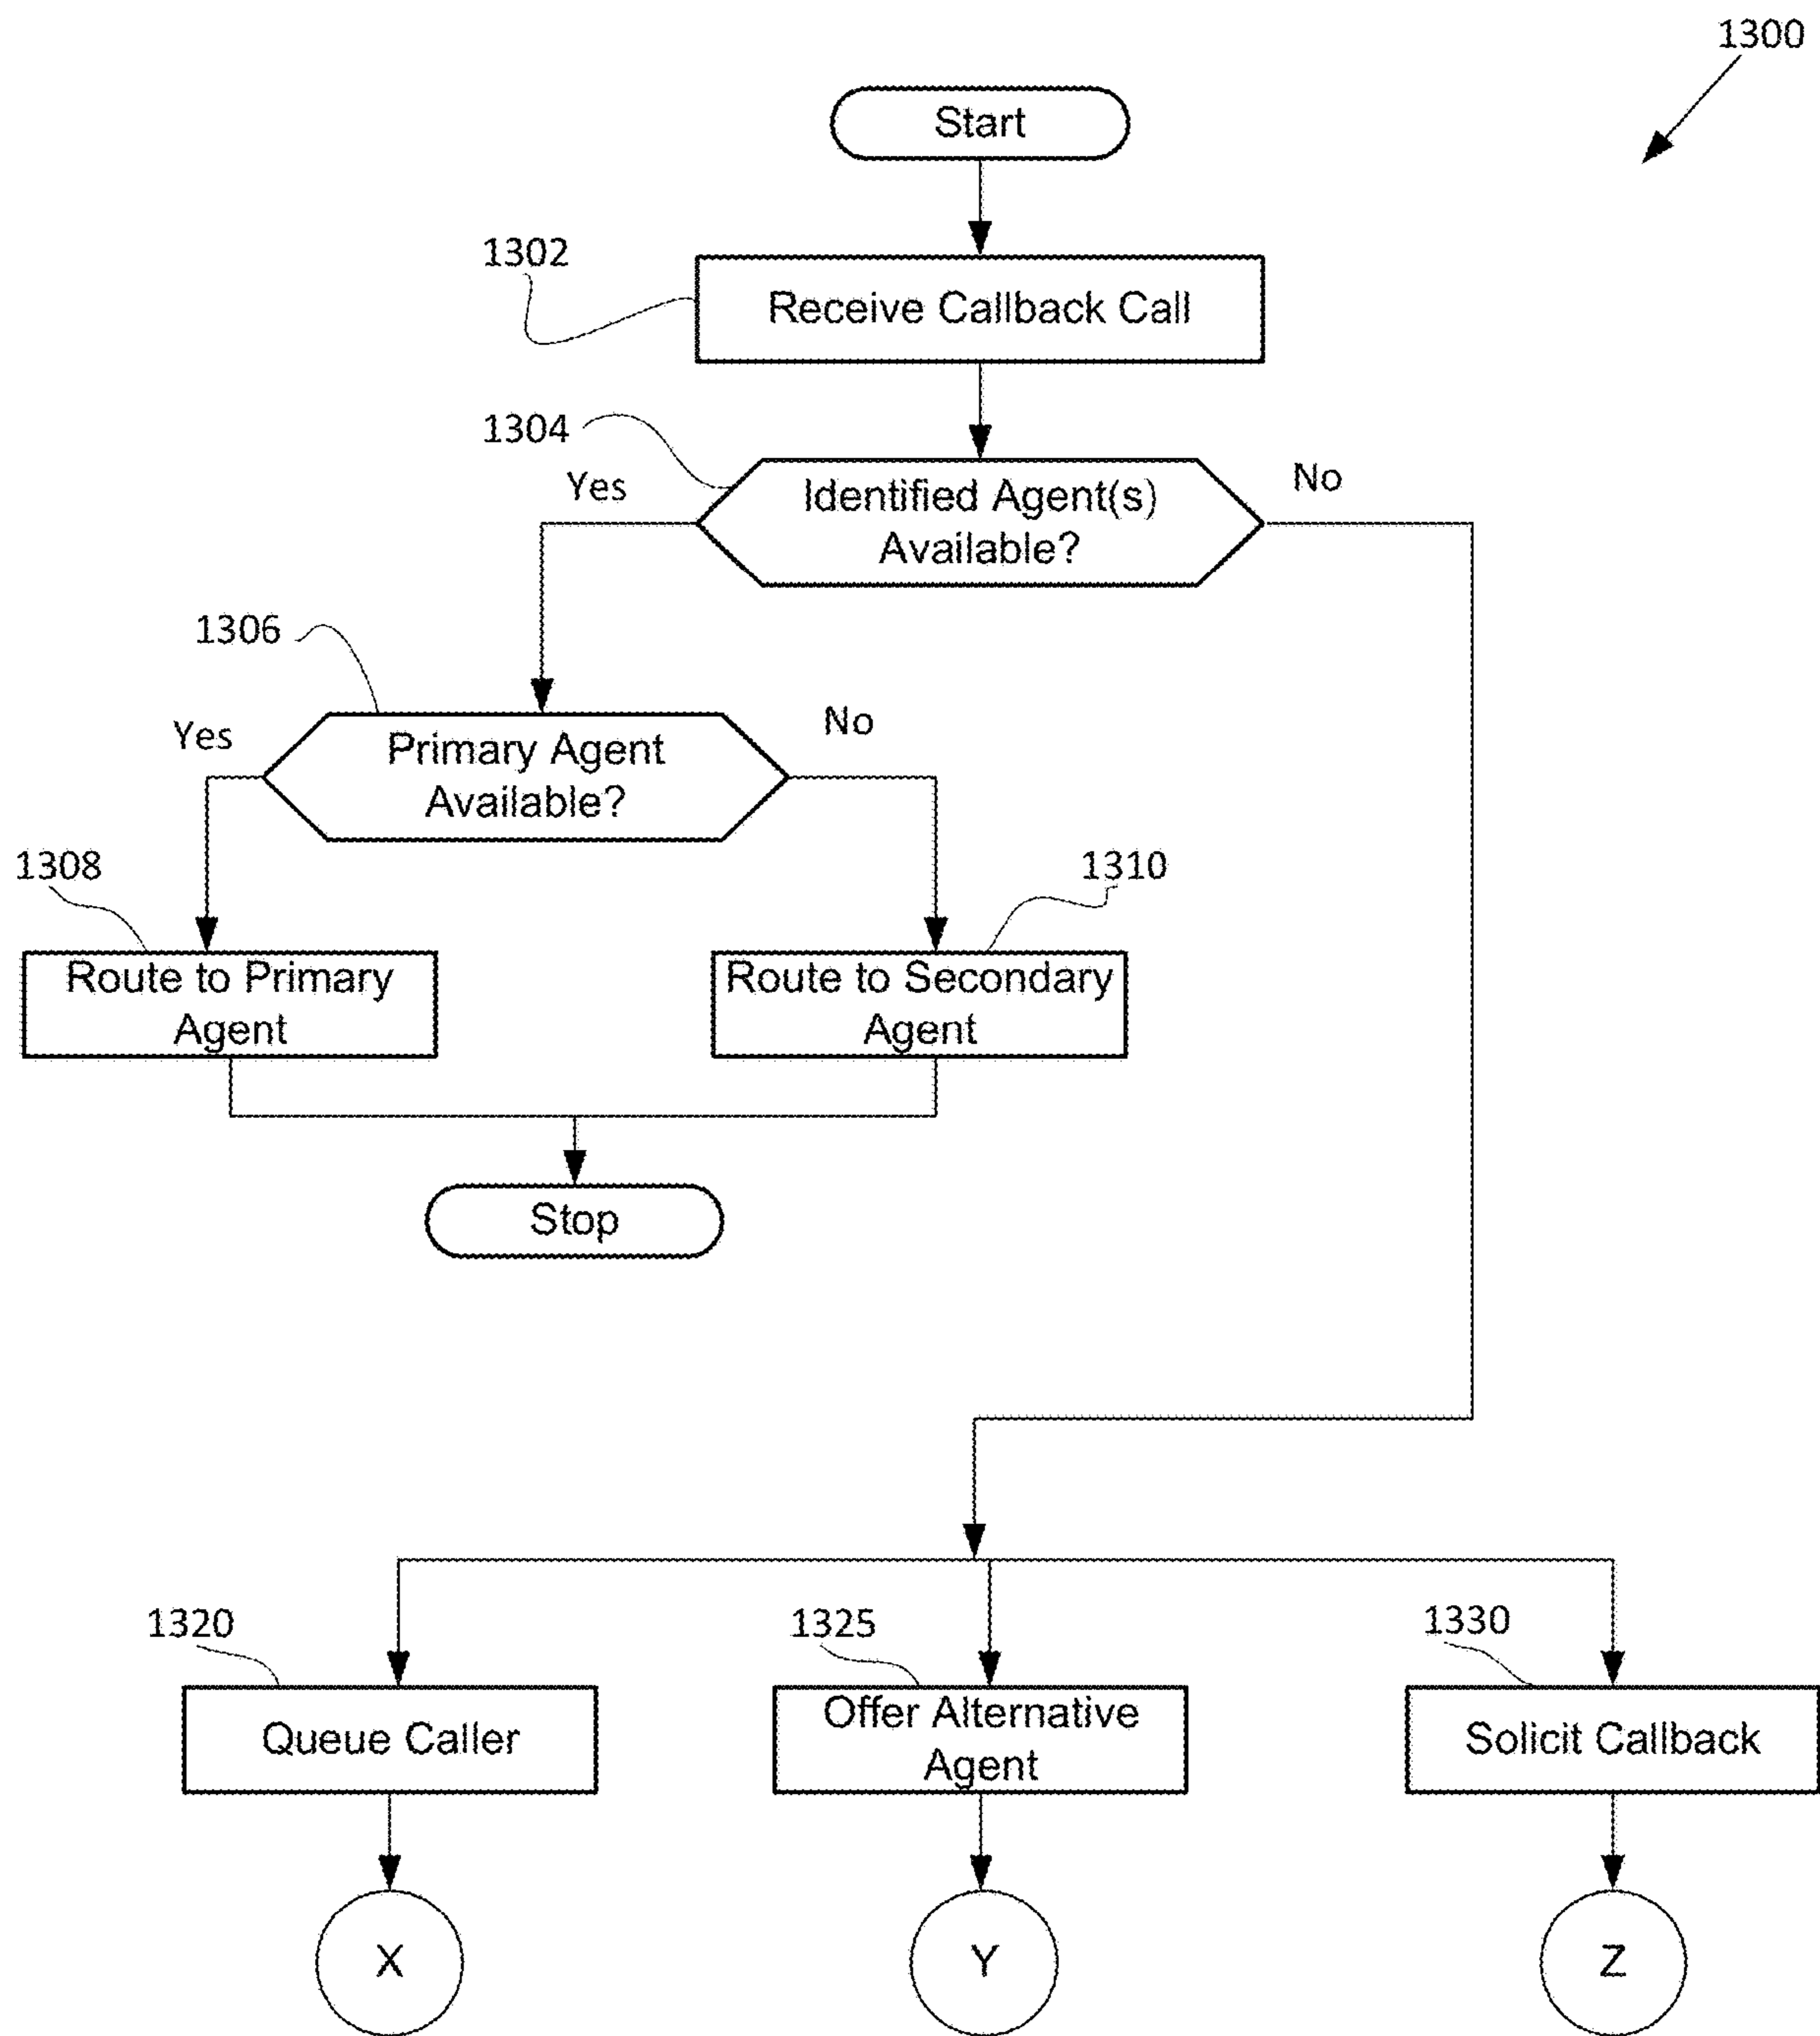 1300
Start
1302
Receive Callback Call
1304
Yes
Identified Agent(s)
Available?
No
1306
Yes
Primary Agent
Available?
No
1308
1310
Route to Primary
Agent
Route to Secondary
Agent
Stop
1320
1325
1330
Queue Caller
Offer Alternative
Agent
Solicit Callback
X
Y
Z